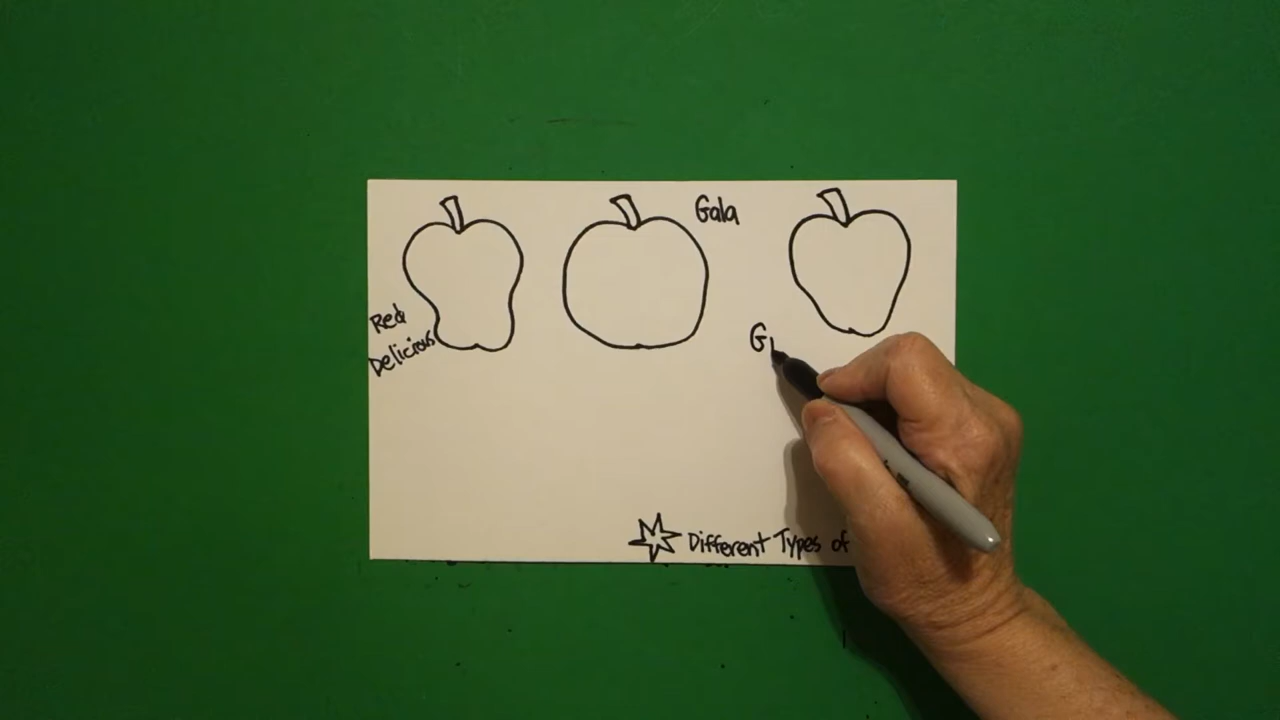 Gala
Red
Delicious
G
Different Types of